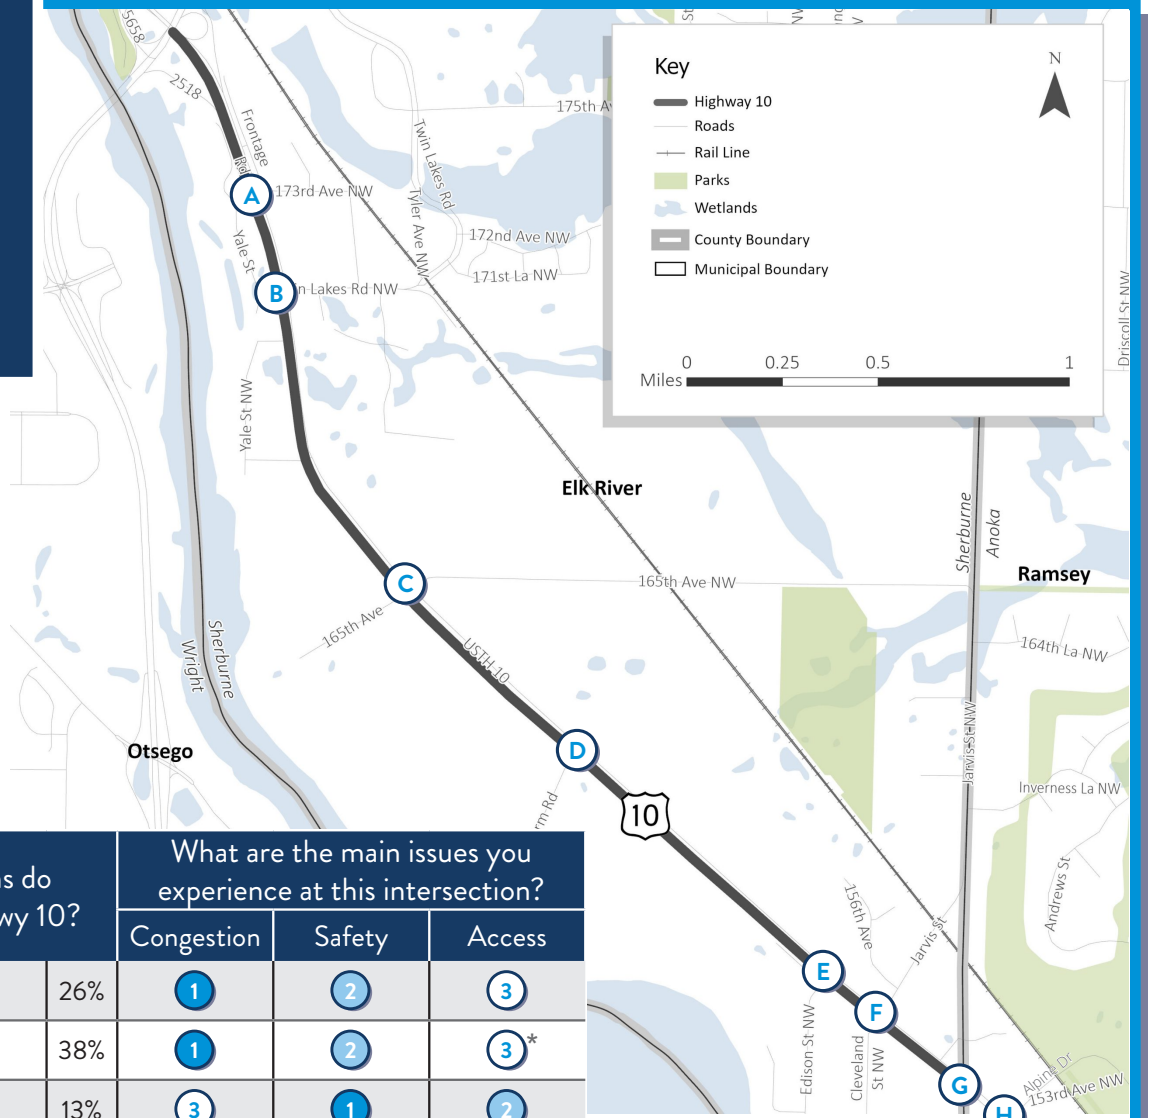 5658
2518
Frontage
Rd
A
173rd Ave NW
Yale St
B
n Lakes Rd NW
Yale St NW
Twin Lakes Rd
Tyler Ave NW
172nd Ave NW
171st La NW
175th A
St
Key
N
Highway 10
Roads
Rail Line
Parks
Wetlands
County Boundary
Municipal Boundary
0 0.25 0.5 1
Miles
Driscoll St NW
Elk River
Sherburne
Anoka
Ramsey
C
165th Ave NW
165th Ave
USTH 10
164th La NW
Sherburne
Wright
Otsego
D
10
rm Rd
Jarvis St NW
Inverness La NW
Andrews St
156th Ave
Jarvis St
E
F
Edison St NW
Cleveland
St NW
G
H
Alpine Dr
153rd Ave NW
s do
wy 10?
What are the main issues you
experience at this intersection?
Congestion Safety Access
26% 1 2 3
38% 1 2 3*
13% 3 1 2